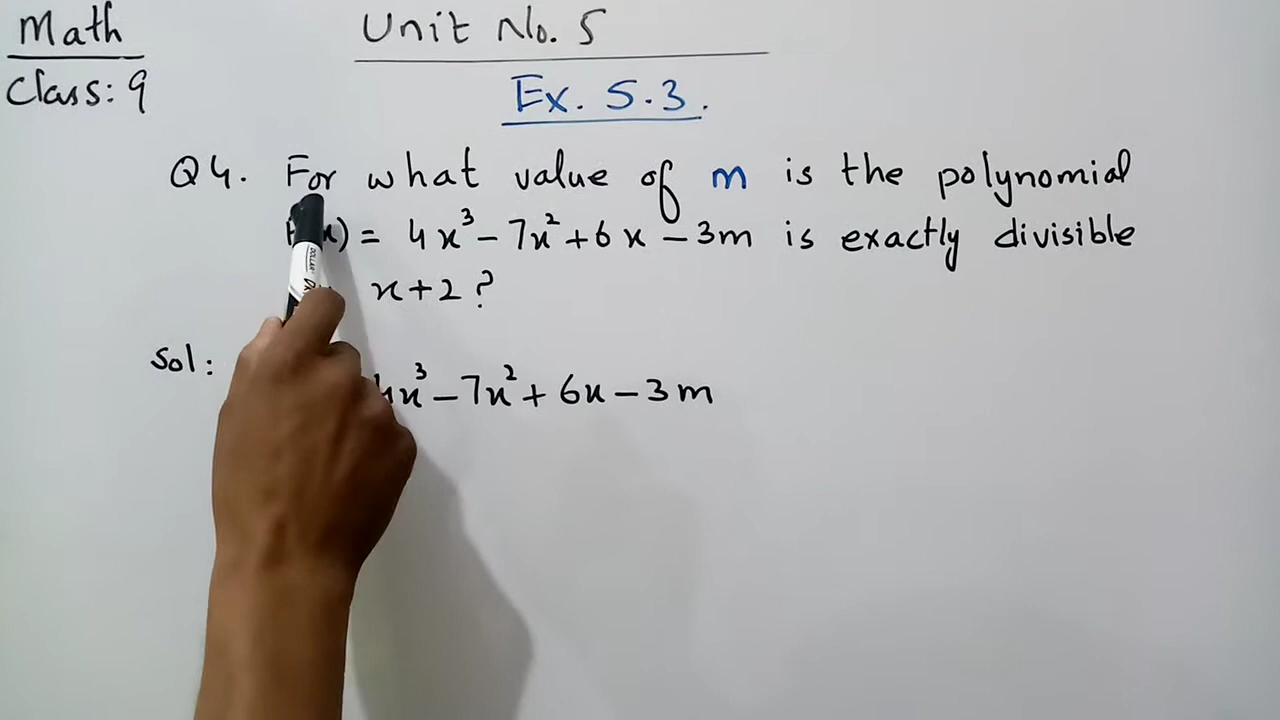 Math
Class: 9
Unit No. 5
Ex. 5.3.
Q4. For what value of m is the polynomial
= 4x³ - 7x² + 6x - 3m is exactly divisible
x+2?
Sol:
4x³ - 7x² + 6x - 3m